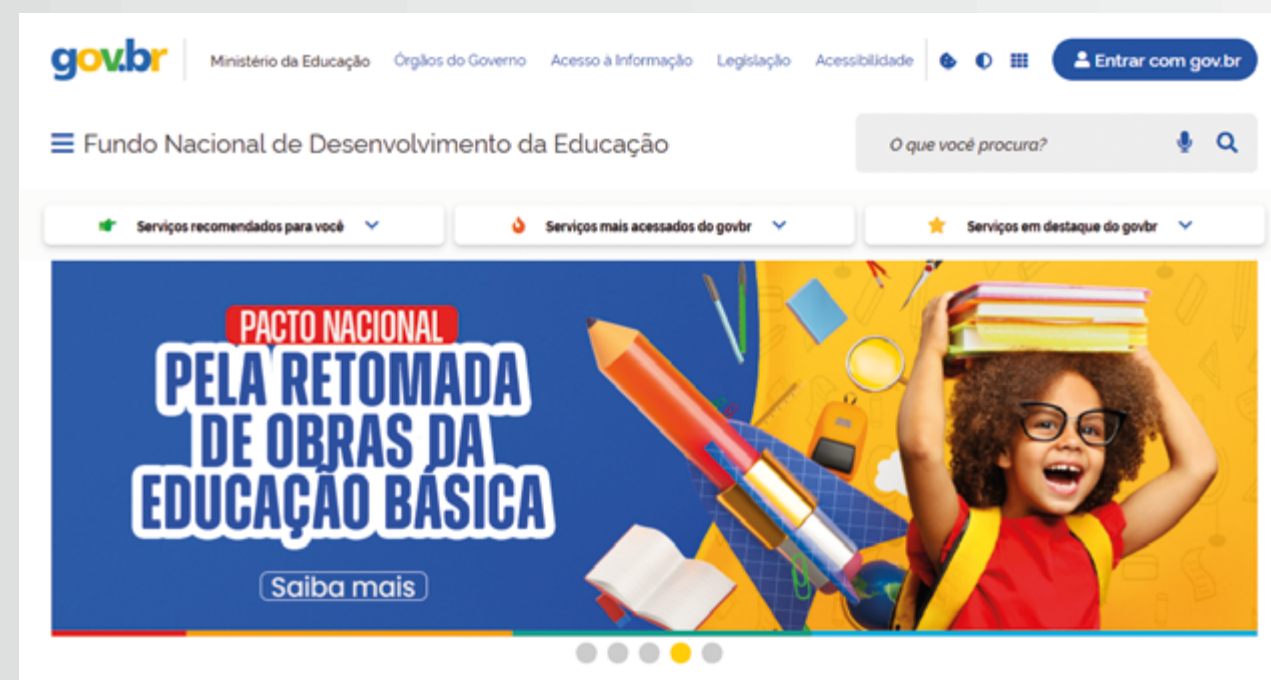 gov.br
Ministério da Educação Órgãos do Governo Acesso à Informação Legislação Acessibilidade Entrar com gov.br
Fundo Nacional de Desenvolvimento da Educação O que você procura?
Serviços recomendados para você Serviços mais acessados do govbr Serviços em destaque do govbr
PACTO NACIONAL
PELA RETOMADA
DE OBRAS DA
EDUCAÇÃO BÁSICA
Saiba mais